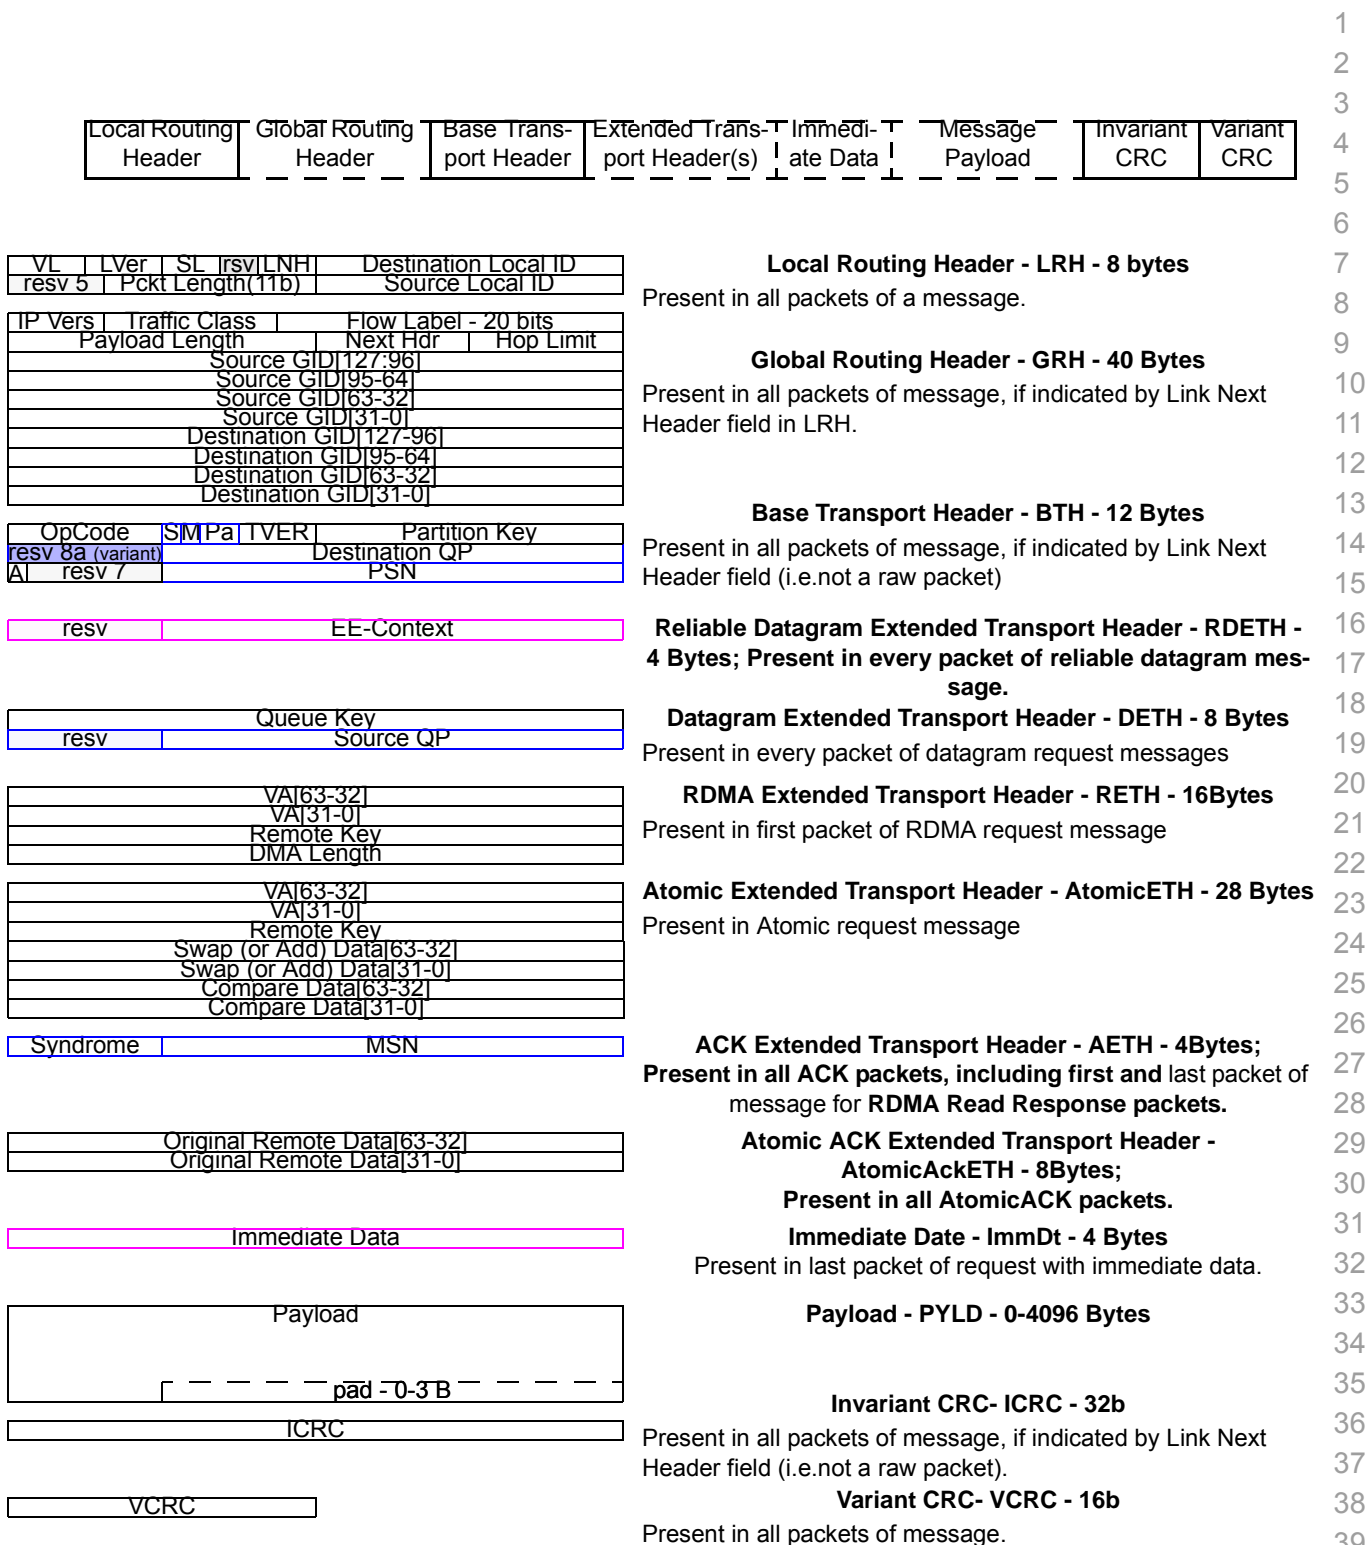 1
2
3
Local Routing Global Routing Base Trans- Extended Trans- Immedi- Message Invariant Variant
4
Header Header port Header port Header(s) ate Data Payload CRC CRC
5
6
VL LVer SL rsv LNH Destination Local ID
Local Routing Header - LRH - 8 bytes
7
resv 5 Pckt Length(11b) Source Local ID
Present in all packets of a message.
8
IP Vers Traffic Class Flow Label - 20 bits
Payload Length Next Hdr Hop Limit
9
Source GID[127:96]
Global Routing Header - GRH - 40 Bytes
Source GID[95-64]
10
Source GID[63-32]
Present in all packets of message, if indicated by Link Next
Source GID[31-0]
11
Header field in LRH.
Destination GID[127-96]
Destination GID[95-64]
12
Destination GID[63-32]
Destination GID[31-0]
13
Base Transport Header - BTH - 12 Bytes
OpCode S M Pa TVER Partition Key
14
resv 8a (variant) Destination QP
Present in all packets of message, if indicated by Link Next
A resv 7 PSN
Header field (i.e.not a raw packet)
15
16
resv EE-Context
Reliable Datagram Extended Transport Header - RDETH -
4 Bytes; Present in every packet of reliable datagram mes-
17
sage.
18
Queue Key
Datagram Extended Transport Header - DETH - 8 Bytes
resv Source QP
19
Present in every packet of datagram request messages
20
VA[63-32]
RDMA Extended Transport Header - RETH - 16Bytes
VA[31-0]
21
Remote Key
Present in first packet of RDMA request message
DMA Length
22
VA[63-32]
Atomic Extended Transport Header - AtomicETH - 28 Bytes
23
VA[31-0]
Remote Key
Present in Atomic request message
24
Swap (or Add) Data[63-32]
Swap (or Add) Data[31-0]
25
Compare Data[63-32]
Compare Data[31-0]
26
Syndrome MSN
ACK Extended Transport Header - AETH - 4Bytes;
27
Present in all ACK packets, including first and last packet of
28
message for RDMA Read Response packets.
29
Original Remote Data[63-32]
Atomic ACK Extended Transport Header -
Original Remote Data[31-0]
AtomicAckETH - 8Bytes;
30
Present in all AtomicACK packets.
31
Immediate Data
Immediate Date - ImmDt - 4 Bytes
32
Present in last packet of request with immediate data.
33
Payload
Payload - PYLD - 0-4096 Bytes
34
35
pad - 0-3 B
Invariant CRC- ICRC - 32b
36
ICRC
Present in all packets of message, if indicated by Link Next
37
Header field (i.e.not a raw packet).
38
VCRC
Variant CRC- VCRC - 16b
Present in all packets of message.
39